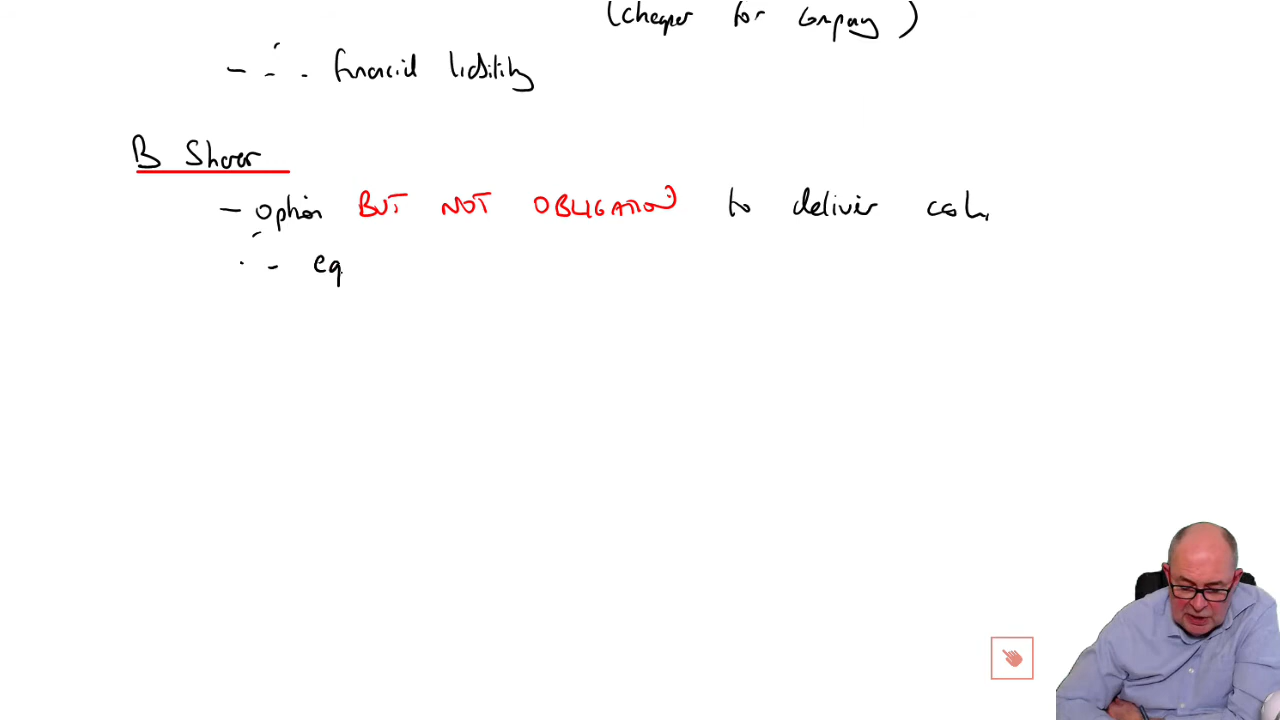 (cheaper for company)
- ∴ financial liability
B Shares
- option BUT NOT OBLIGATION to deliver cash
∴ - eq